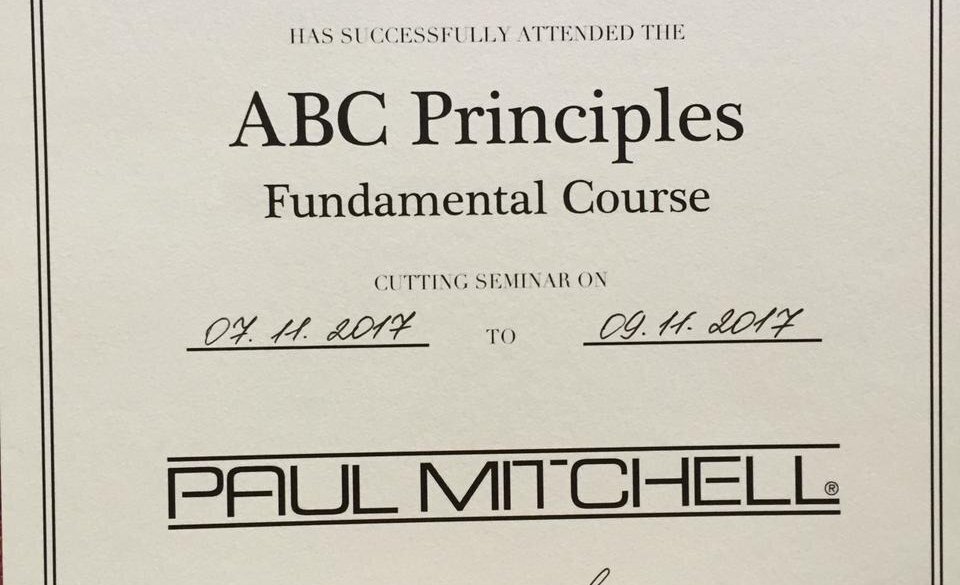 HAS SUCCESSFULLY ATTENDED THE
ABC Principles
Fundamental Course
CUTTING SEMINAR ON
07.11.2017 TO 09.11.2017
PAUL MITCHELL®